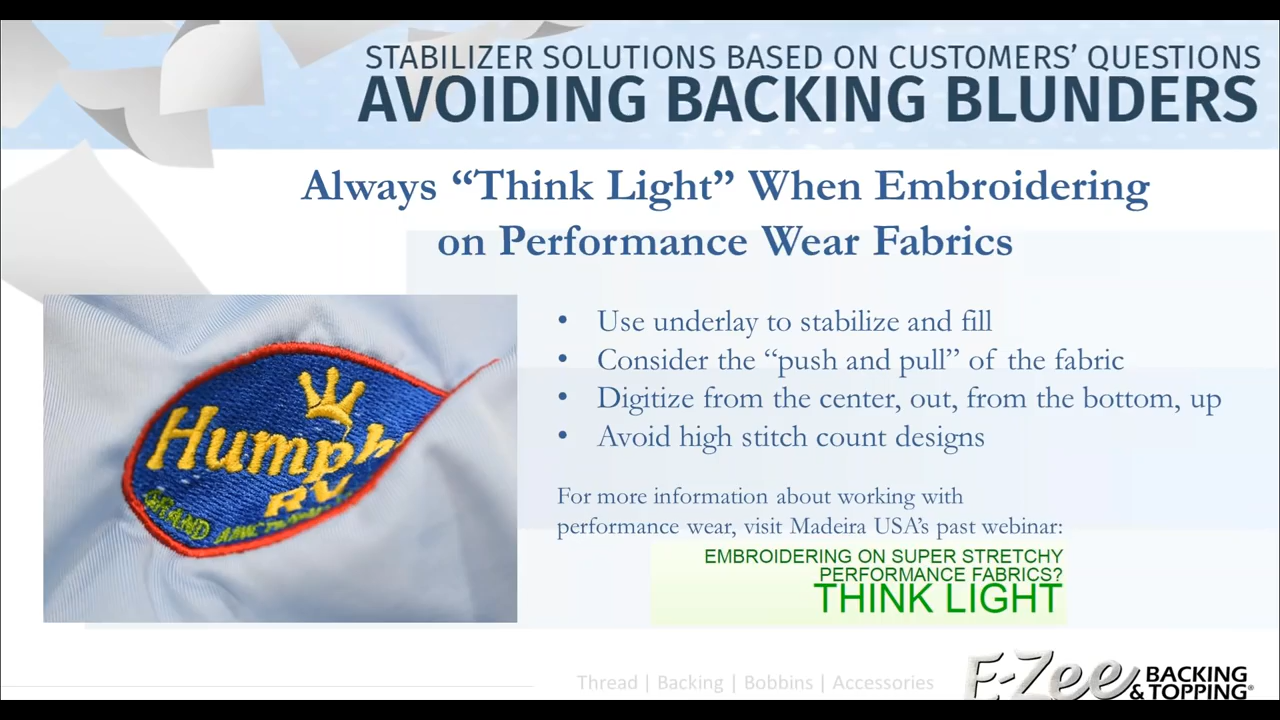 STABILIZER SOLUTIONS BASED ON CUSTOMERS' QUESTIONS
AVOIDING BACKING BLUNDERS
Always “Think Light” When Embroidering
on Performance Wear Fabrics
• Use underlay to stabilize and fill
• Consider the “push and pull” of the fabric
• Digitize from the center, out, from the bottom, up
• Avoid high stitch count designs
For more information about working with
performance wear, visit Madeira USA’s past webinar:
EMBROIDERING ON SUPER STRETCHY
PERFORMANCE FABRICS?
THINK LIGHT
Humph
RV
GRAND
Thread | Backing | Bobbins | Accessories
E-Zee BACKING
& TOPPING®